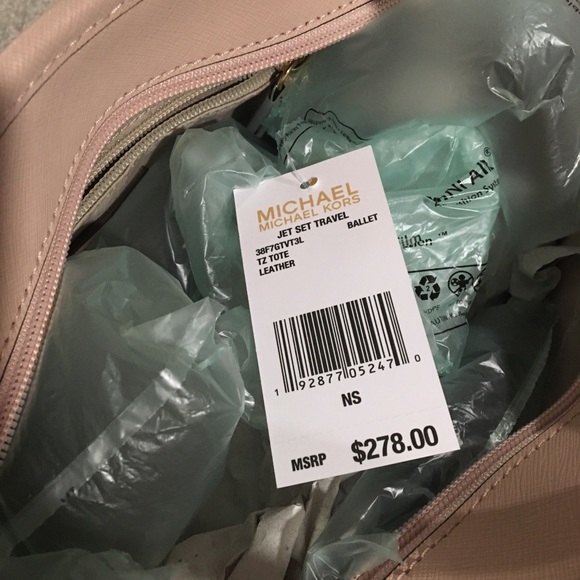 MICHAEL
MICHAEL KORS
JET SET TRAVEL
38F7GTVT3L BALLET
TZ TOTE
LEATHER
1 92877 05247 0
NS
MSRP $278.00